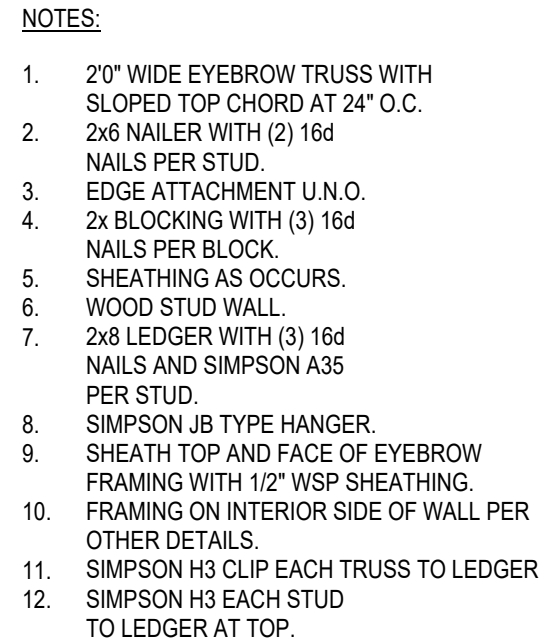 NOTES:
1. 2'0" WIDE EYEBROW TRUSS WITH
SLOPED TOP CHORD AT 24" O.C.
2. 2x6 NAILER WITH (2) 16d
NAILS PER STUD.
3. EDGE ATTACHMENT U.N.O.
4. 2x BLOCKING WITH (3) 16d
NAILS PER BLOCK.
5. SHEATHING AS OCCURS.
6. WOOD STUD WALL.
7. 2x8 LEDGER WITH (3) 16d
NAILS AND SIMPSON A35
PER STUD.
8. SIMPSON JB TYPE HANGER.
9. SHEATH TOP AND FACE OF EYEBROW
FRAMING WITH 1/2" WSP SHEATHING.
10. FRAMING ON INTERIOR SIDE OF WALL PER
OTHER DETAILS.
11. SIMPSON H3 CLIP EACH TRUSS TO LEDGER
12. SIMPSON H3 EACH STUD
TO LEDGER AT TOP.